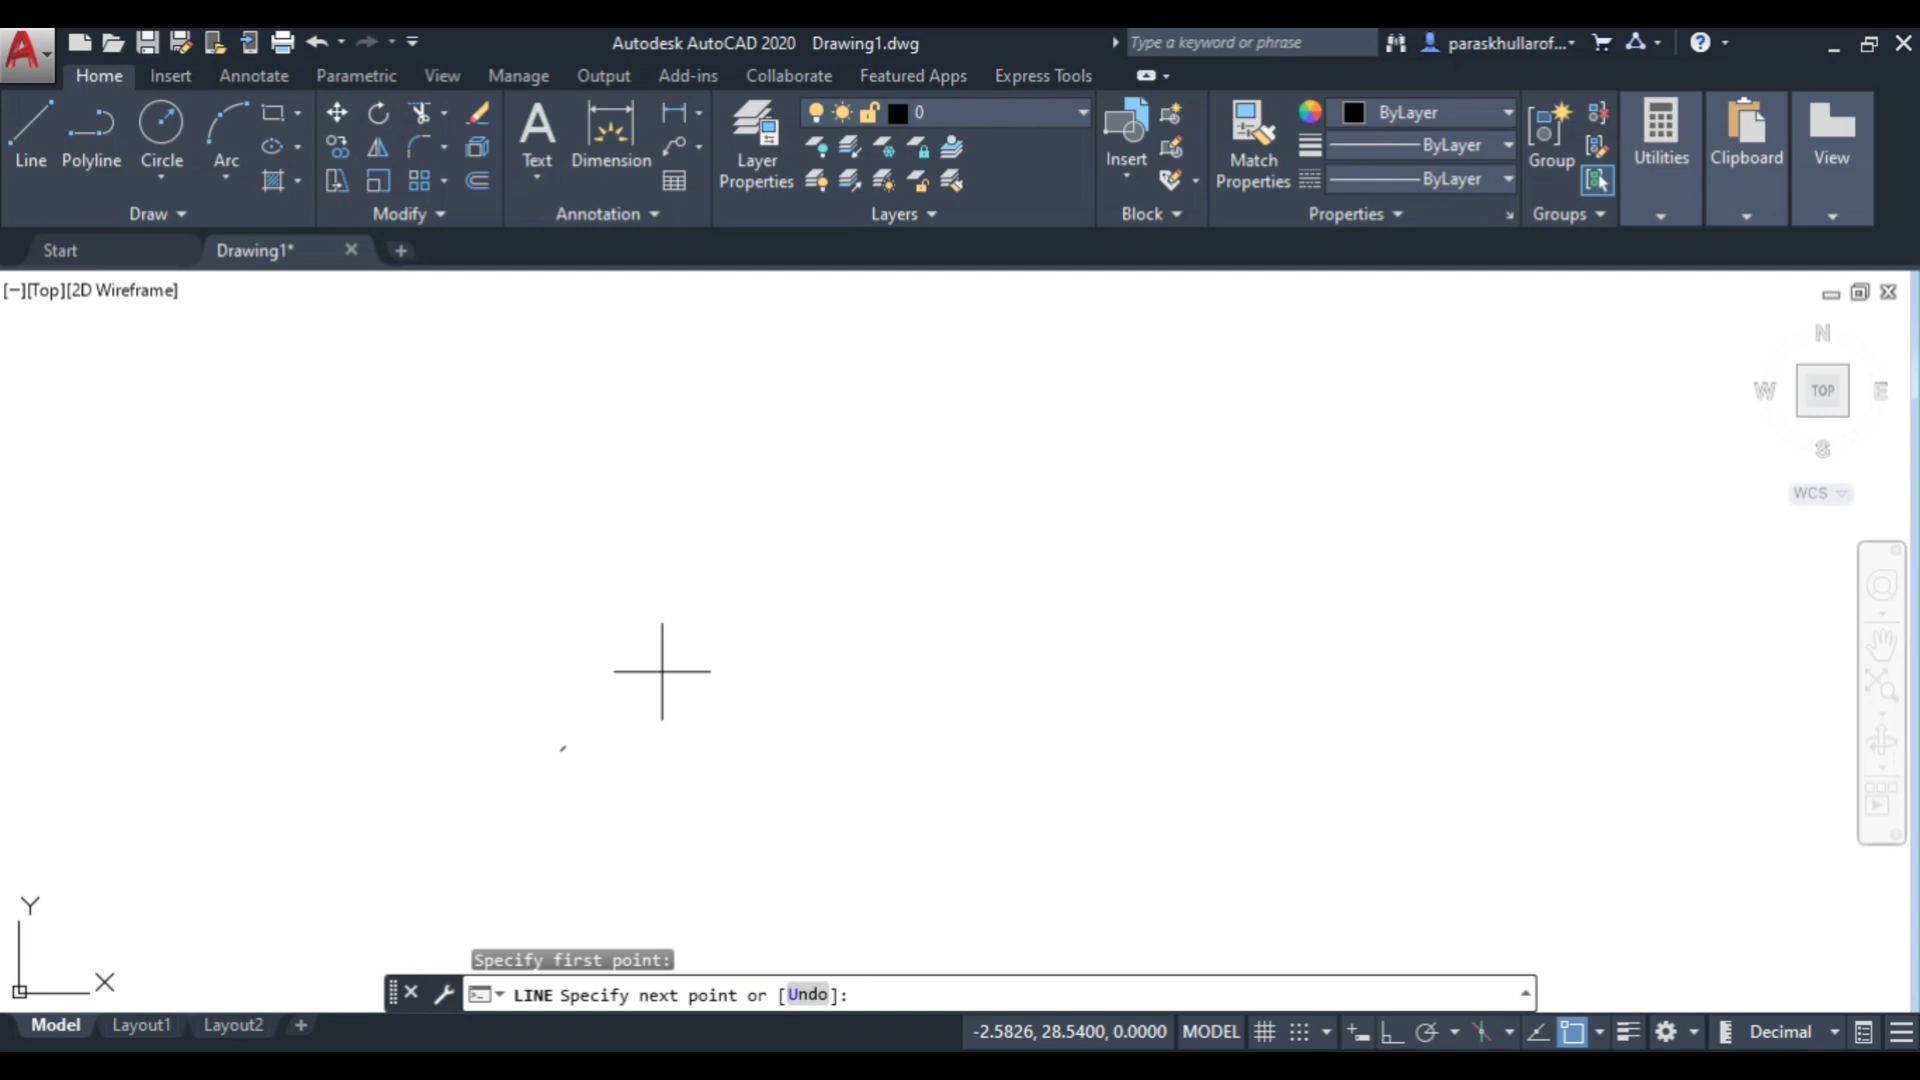 Autodesk AutoCAD 2020 Drawing1.dwg
Type a keyword or phrase
paraskhullarof...
Home Insert Annotate Parametric View Manage Output Add-ins Collaborate Featured Apps Express Tools
Line Polyline Circle Arc
Draw
Modify
Text Dimension
Annotation
Layer Properties
0
Layers
Insert
Block
Match Properties
ByLayer
ByLayer
ByLayer
Properties
Group
Groups
Utilities
Clipboard
View
Start Drawing1*
[−][Top][2D Wireframe]
N
W TOP E
S
WCS
Y
X
Specify first point:
LINE Specify next point or [Undo]:
Model Layout1 Layout2
-2.5826, 28.5400, 0.0000 MODEL Decimal